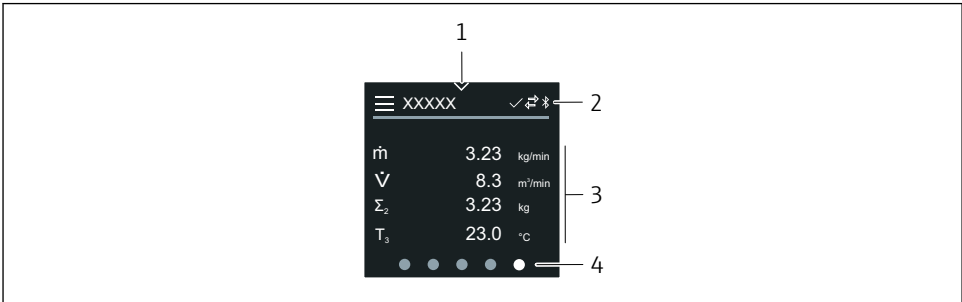 1
XXXXX
2
ṁ 3.23 kg/min
V̇ 8.3 m³/min
Σ₂ 3.23 kg
T₃ 23.0 °C
3
4